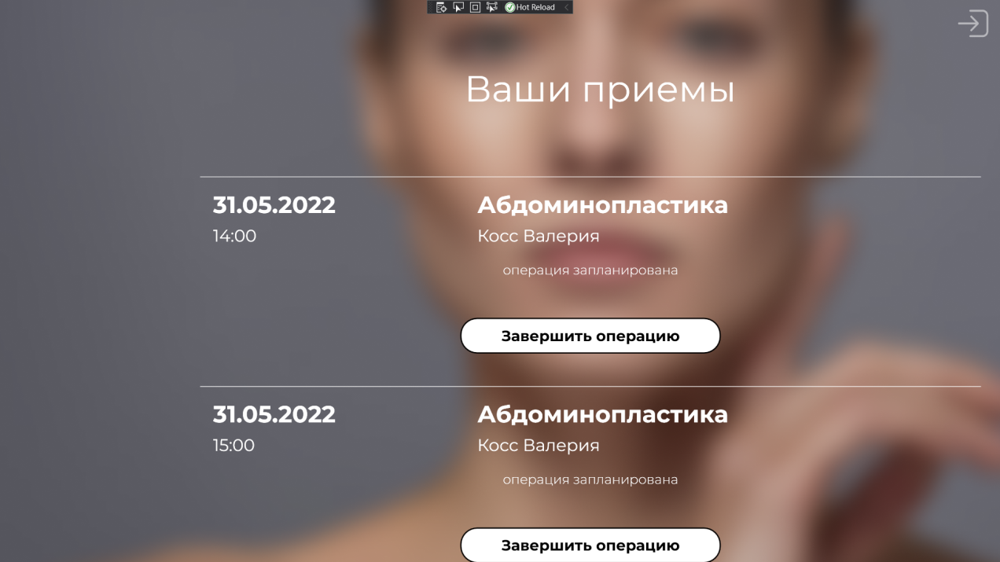 Hot Reload
Ваши приемы
31.05.2022
Абдоминопластика
14:00
Косс Валерия
операция запланирована
Завершить операцию
31.05.2022
Абдоминопластика
15:00
Косс Валерия
операция запланирована
Завершить операцию